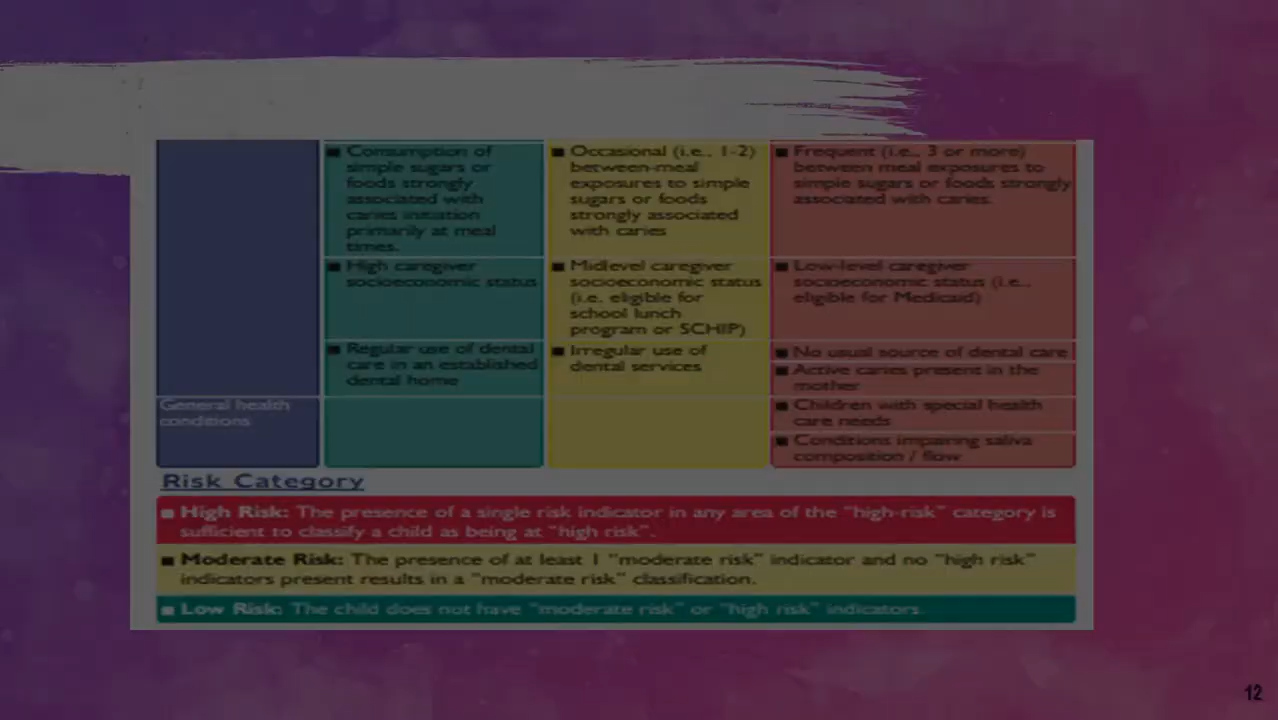 ■ Consumption of
simple sugars or
foods strongly
associated with
caries initiation
primarily at meal
times.
■ Occasional (i.e., 1-2)
between-meal
exposures to simple
sugars or foods
strongly associated
with caries
■ Frequent (i.e., 3 or more)
between meal exposures to
simple sugars or foods strongly
associated with caries.
■ High caregiver
socioeconomic status
■ Midlevel caregiver
socioeconomic status
(i.e. eligible for
school lunch
program or SCHIP)
■ Low-level caregiver
socioeconomic status (i.e.,
eligible for Medicaid)
■ Regular use of dental
care in an established
dental home
■ Irregular use of
dental services
■ No usual source of dental care
■ Active caries present in the
mother
General health
conditions
■ Children with special health
care needs
■ Conditions impairing saliva
composition / flow
Risk Category
■ High Risk: The presence of a single risk indicator in any area of the "high-risk" category is
sufficient to classify a child as being at "high risk".
■ Moderate Risk: The presence of at least 1 "moderate risk" indicator and no "high risk"
indicators present results in a "moderate risk" classification.
■ Low Risk: The child does not have "moderate risk" or "high risk" indicators.
12